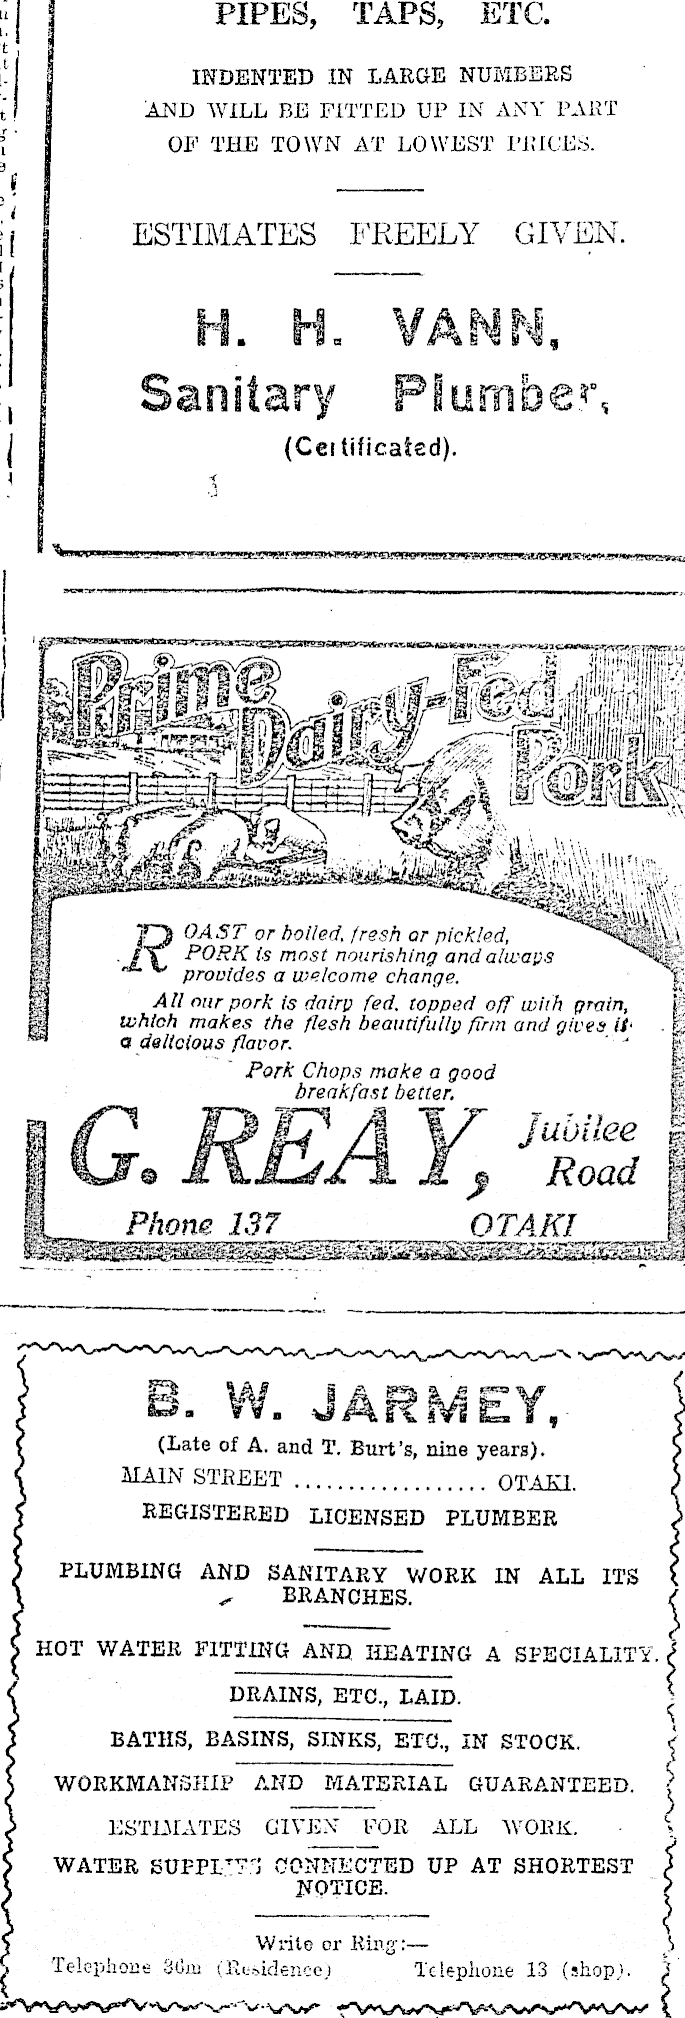 PIPES, TAPS, ETC.
INDENTED IN LARGE NUMBERS
AND WILL BE FITTED UP IN ANY PART
OF THE TOWN AT LOWEST PRICES.
ESTIMATES FREELY GIVEN.
H. H. VANN,
Sanitary Plumber,
(Certificated).
Prime
Dairy-Fed
Pork
ROAST or boiled, fresh or pickled,
PORK is most nourishing and always
provides a welcome change.
All our pork is dairy fed, topped off with grain,
which makes the flesh beautifully firm and gives it
a delicious flavor.
Pork Chops make a good
breakfast better.
G. REAY, Jubilee
Road
Phone 137 OTAKI
B. W. JARMEY,
(Late of A. and T. Burt's, nine years).
MAIN STREET .................. OTAKI.
REGISTERED LICENSED PLUMBER
PLUMBING AND SANITARY WORK IN ALL ITS
BRANCHES.
HOT WATER FITTING AND HEATING A SPECIALITY.
DRAINS, ETC., LAID.
BATHS, BASINS, SINKS, ETC., IN STOCK.
WORKMANSHIP AND MATERIAL GUARANTEED.
ESTIMATES GIVEN FOR ALL WORK.
WATER SUPPLIES CONNECTED UP AT SHORTEST
NOTICE.
Write or Ring:—
Telephone 36m (Residence) Telephone 13 (shop).